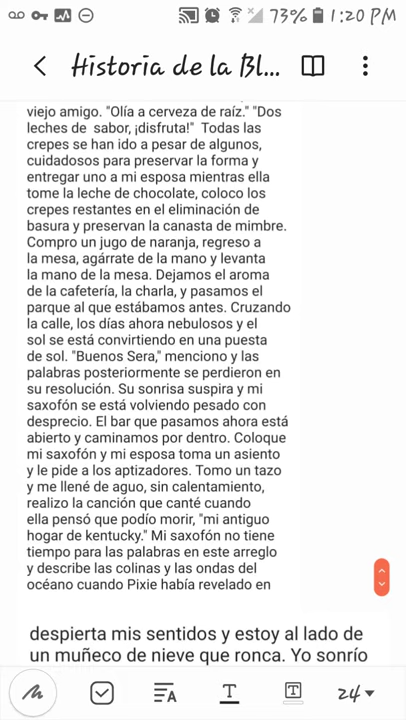 73% 1:20 PM
Historia de la Bl...
viejo amigo. "Olía a cerveza de raíz." "Dos
leches de sabor, ¡disfruta!" Todas las
crepes se han ido a pesar de algunos,
cuidadosos para preservar la forma y
entregar uno a mi esposa mientras ella
tome la leche de chocolate, coloco los
crepes restantes en el eliminación de
basura y preservan la canasta de mimbre.
Compro un jugo de naranja, regreso a
la mesa, agárrate de la mano y levanta
la mano de la mesa. Dejamos el aroma
de la cafetería, la charla, y pasamos el
parque al que estábamos antes. Cruzando
la calle, los días ahora nebulosos y el
sol se está convirtiendo en una puesta
de sol. "Buenos Sera," menciono y las
palabras posteriormente se perdieron en
su resolución. Su sonrisa suspira y mi
saxofón se está volviendo pesado con
desprecio. El bar que pasamos ahora está
abierto y caminamos por dentro. Coloque
mi saxofón y mi esposa toma un asiento
y le pide a los aptizadores. Tomo un tazo
y me llené de aguo, sin calentamiento,
realizo la canción que canté cuando
ella pensó que podío morir, "mi antiguo
hogar de kentucky." Mi saxofón no tiene
tiempo para las palabras en este arreglo
y describe las colinas y las ondas del
océano cuando Pixie había revelado en
despierta mis sentidos y estoy al lado de
un muñeco de nieve que ronca. Yo sonrío
A T T 24